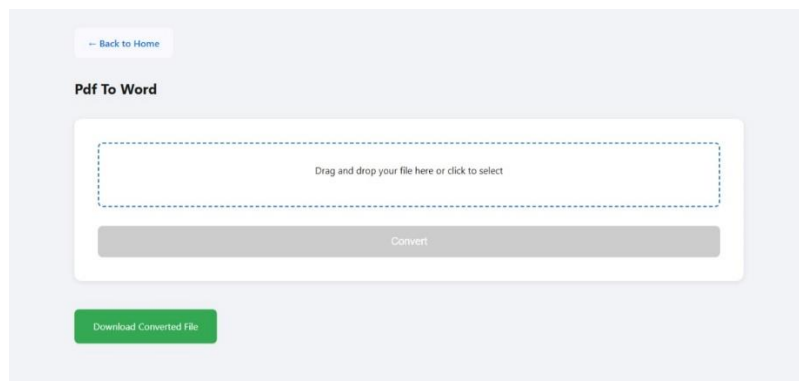 ← Back to Home
Pdf To Word
Drag and drop your file here or click to select
Convert
Download Converted File